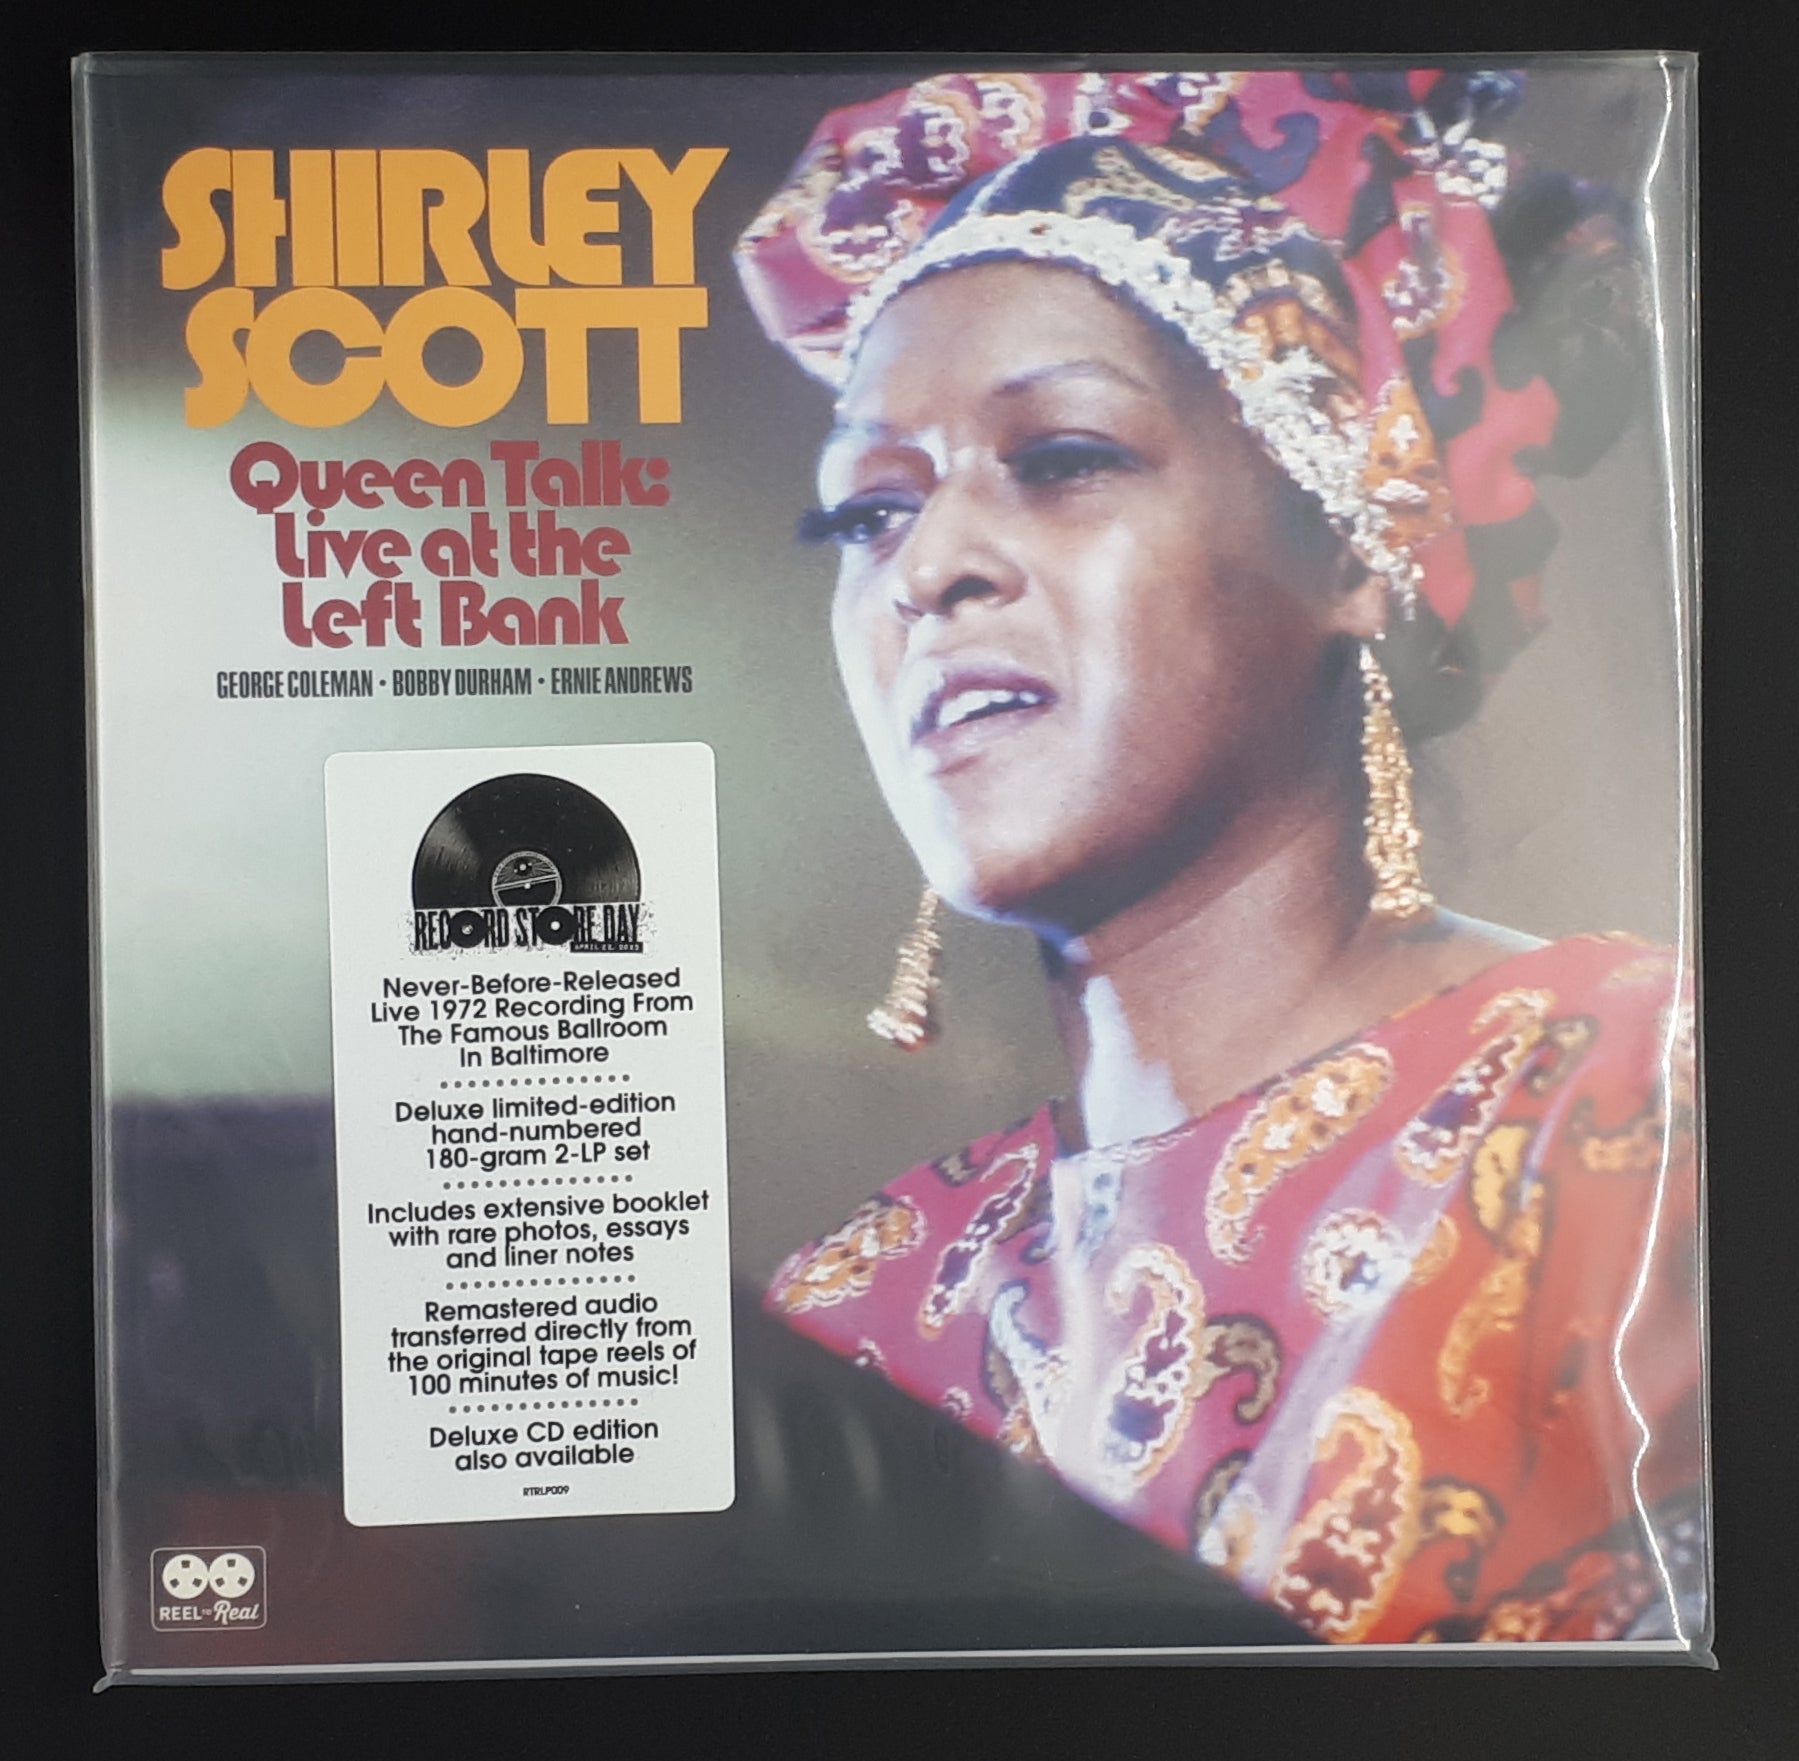 SHIRLEY
SCOTT
Queen Talk:
Live at the
Left Bank
GEORGE COLEMAN • BOBBY DURHAM • ERNIE ANDREWS
RECORD STORE DAY
APRIL 22, 2023
Never-Before-Released
Live 1972 Recording From
The Famous Ballroom
In Baltimore
Deluxe limited-edition
hand-numbered
180-gram 2-LP set
Includes extensive booklet
with rare photos, essays
and liner notes
Remastered audio
transferred directly from
the original tape reels of
100 minutes of music!
Deluxe CD edition
also available
RTRLP009
REEL TO Real